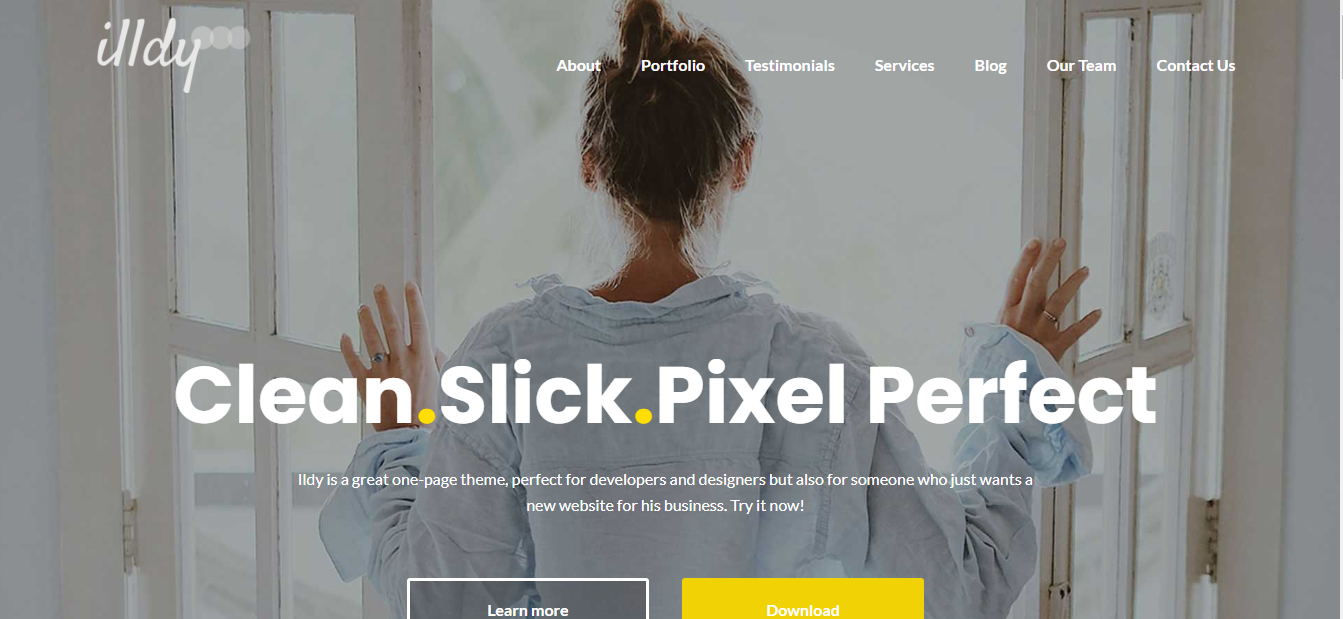 illdy
About Portfolio Testimonials Services Blog Our Team Contact Us
Clean.Slick.Pixel Perfect
lldy is a great one-page theme, perfect for developers and designers but also for someone who just wants a
new website for his business. Try it now!
Learn more Download